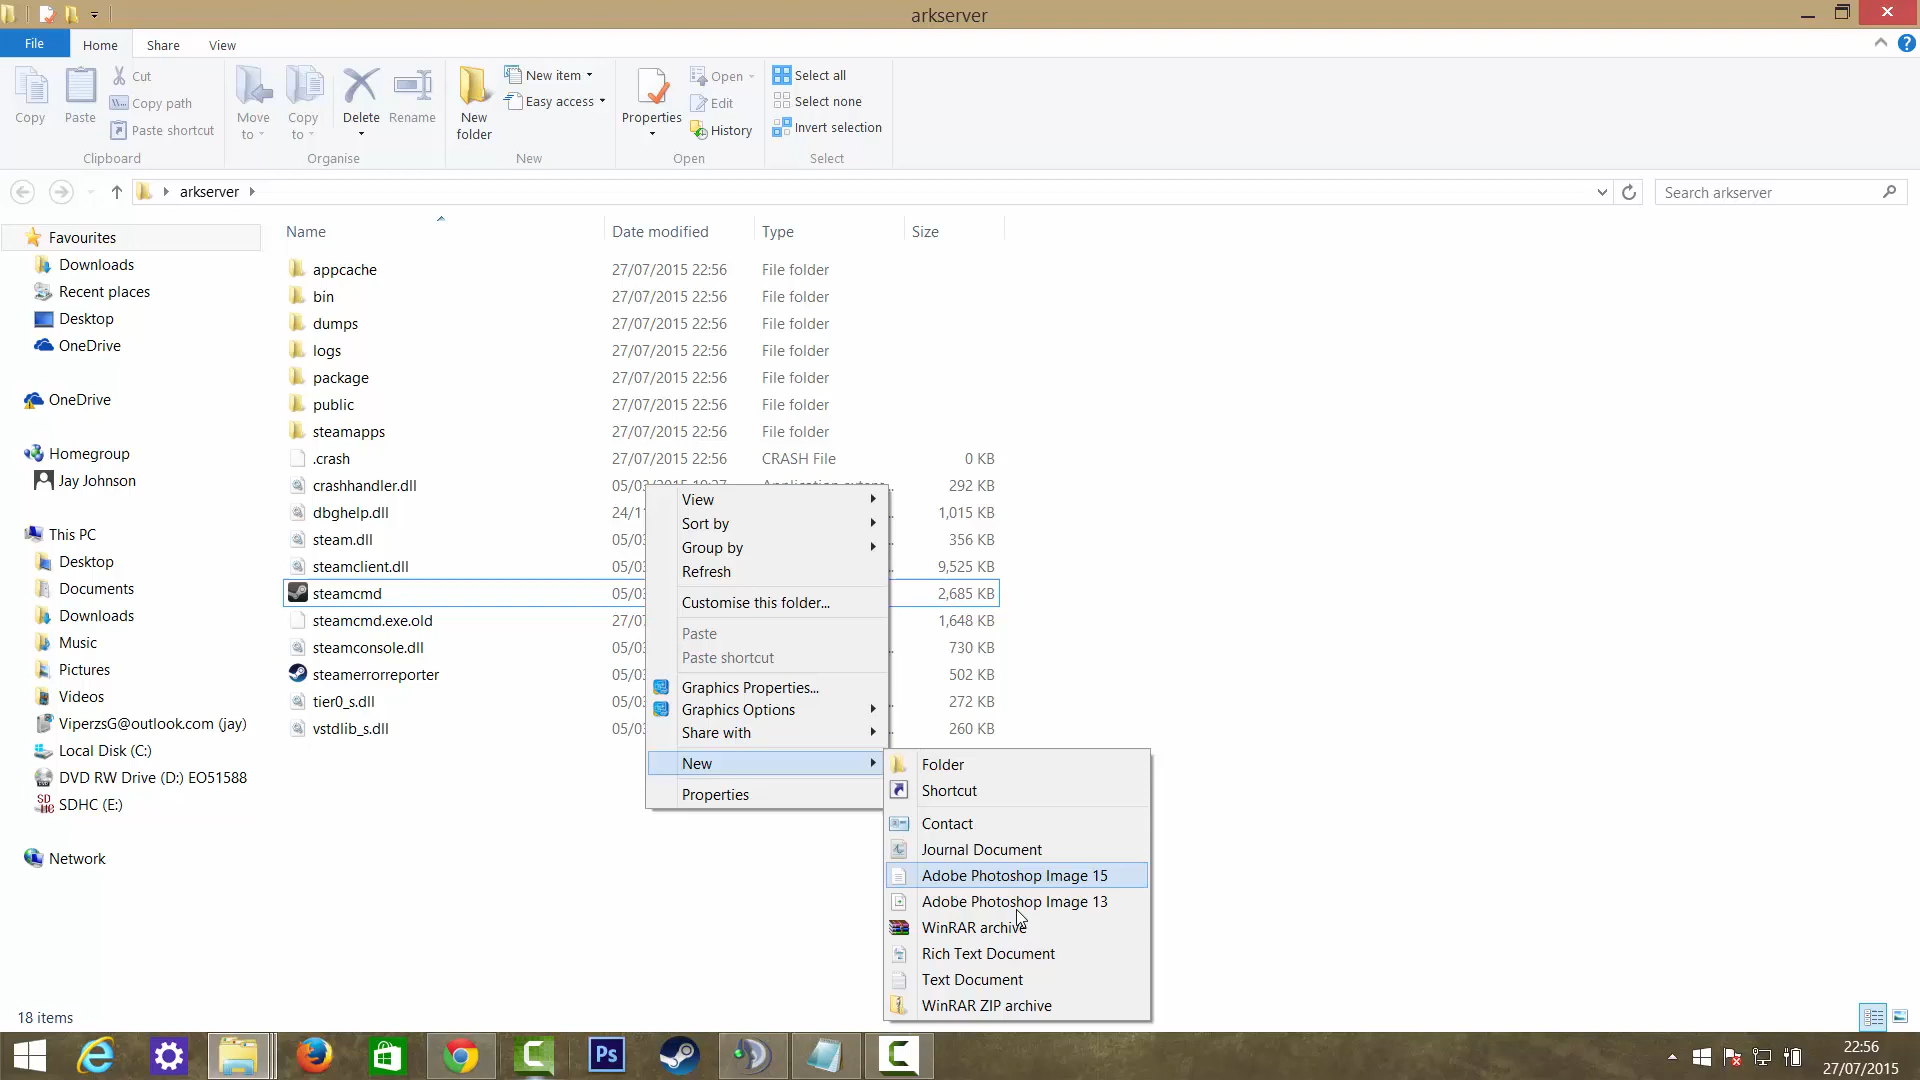 arkserver
File
Home
Share
View
Copy
Paste
Cut
Copy path
Paste shortcut
Clipboard
Move to
Copy to
Delete
Rename
Organise
New folder
New item
Easy access
New
Properties
Open
Edit
History
Open
Select all
Select none
Invert selection
Select
arkserver
Search arkserver
Name
Date modified
Type
Size
Favourites
Downloads
Recent places
Desktop
OneDrive
OneDrive
Homegroup
Jay Johnson
This PC
Desktop
Documents
Downloads
Music
Pictures
Videos
ViperzsG@outlook.com (jay)
Local Disk (C:)
DVD RW Drive (D:) EO51588
SDHC (E:)
Network
appcache 27/07/2015 22:56 File folder
bin 27/07/2015 22:56 File folder
dumps 27/07/2015 22:56 File folder
logs 27/07/2015 22:56 File folder
package 27/07/2015 22:56 File folder
public 27/07/2015 22:56 File folder
steamapps 27/07/2015 22:56 File folder
.crash 27/07/2015 22:56 CRASH File 0 KB
crashhandler.dll 292 KB
dbghelp.dll 1,015 KB
steam.dll 356 KB
steamclient.dll 9,525 KB
steamcmd 2,685 KB
steamcmd.exe.old 1,648 KB
steamconsole.dll 730 KB
steamerrorreporter 502 KB
tier0_s.dll 272 KB
vstdlib_s.dll 260 KB
View
Sort by
Group by
Refresh
Customise this folder...
Paste
Paste shortcut
Graphics Properties...
Graphics Options
Share with
New
Properties
Folder
Shortcut
Contact
Journal Document
Adobe Photoshop Image 15
Adobe Photoshop Image 13
WinRAR archive
Rich Text Document
Text Document
WinRAR ZIP archive
18 items
Ps
22:56
27/07/2015